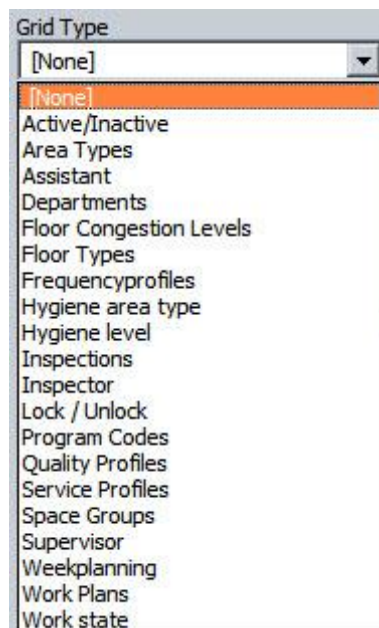 Grid Type
[None]
[None]
Active/Inactive
Area Types
Assistant
Departments
Floor Congestion Levels
Floor Types
Frequencyprofiles
Hygiene area type
Hygiene level
Inspections
Inspector
Lock / Unlock
Program Codes
Quality Profiles
Service Profiles
Space Groups
Supervisor
Weekplanning
Work Plans
Work state